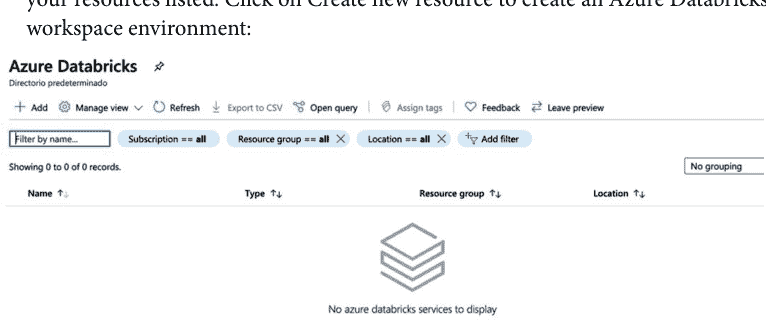 your resources listed. Click on Create new resource to create an Azure Databricks
workspace environment:
Azure Databricks
Directorio predeterminado
Add Manage view Refresh Export to CSV Open query Assign tags Feedback Leave preview
Filter by name... Subscription == all Resource group == all Location == all Add filter
Showing 0 to 0 of 0 records. No grouping
Name Type Resource group Location
No azure databricks services to display